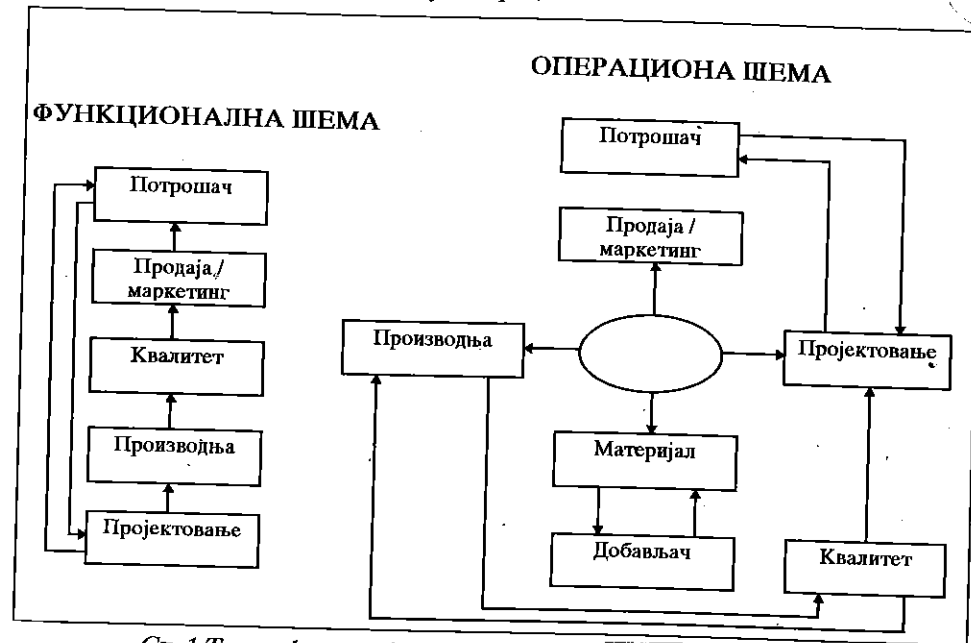 ОПЕРАЦИОНА ШЕМА
ФУНКЦИОНАЛНА ШЕМА
Потрошач
Продаја /
маркетинг
Квалитет
Производња
Пројектовање
Потрошач
Продаја /
маркетинг
Производња
Пројектовање
Материјал
Добављач
Квалитет